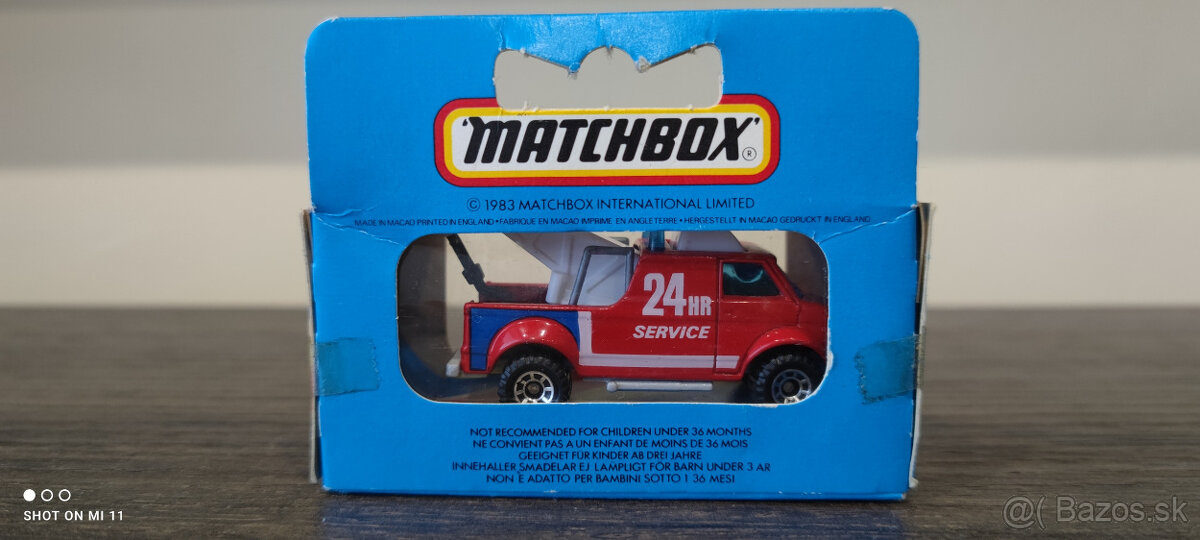 'MATCHBOX'®
© 1983 MATCHBOX INTERNATIONAL LIMITED
MADE IN MACAO PRINTED IN ENGLAND • FABRIQUE EN MACAO IMPRIME EN ANGLETERRE • HERGESTELLT IN MACAO GEDRUCKT IN ENGLAND
24HR
SERVICE
NOT RECOMMENDED FOR CHILDREN UNDER 36 MONTHS
NE CONVIENT PAS A UN ENFANT DE MOINS DE 36 MOIS
GEEIGNET FÜR KINDER AB DREI JAHRE
INNEHALLER SMADELAR EJ LAMPLIGT FÖR BARN UNDER 3 AR
NON E ADATTO PER BAMBINI SOTTO I 36 MESI
SHOT ON MI 11
@( Bazos.sk